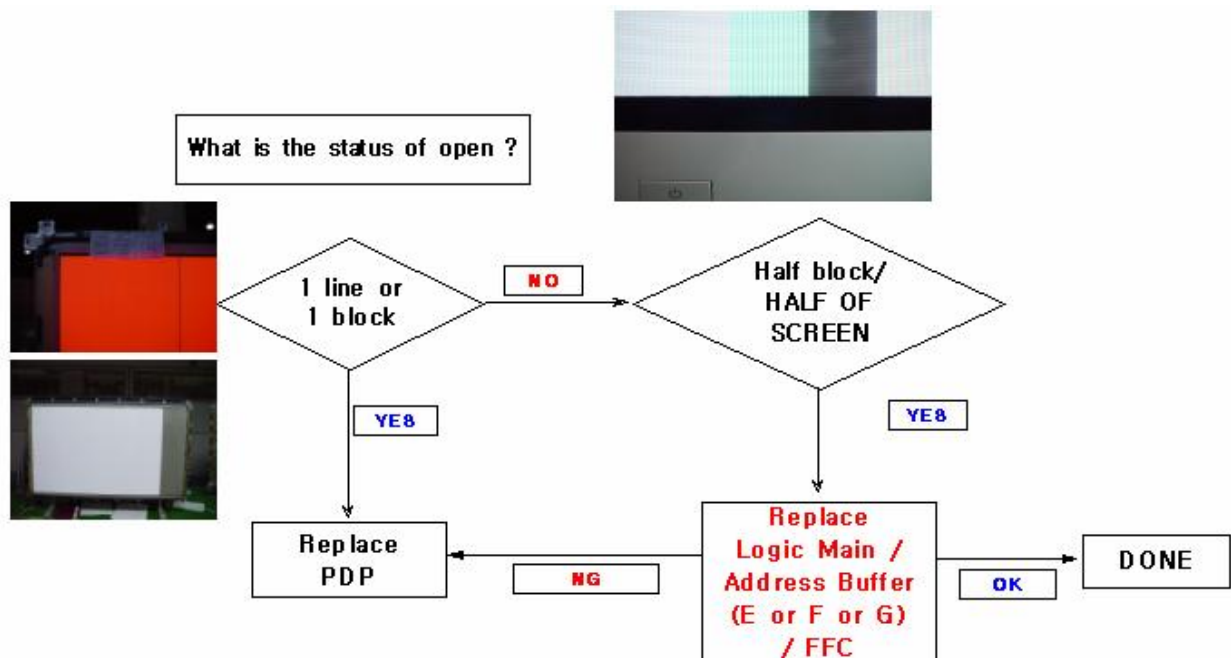 What is the status of open ?
1 line or
1 block
NO
Half block/
HALF OF
SCREEN
YE8
YE8
Replace
PDP
NG
Replace
Logic Main /
Address Buffer
(E or F or G)
/ FFC
OK
DONE